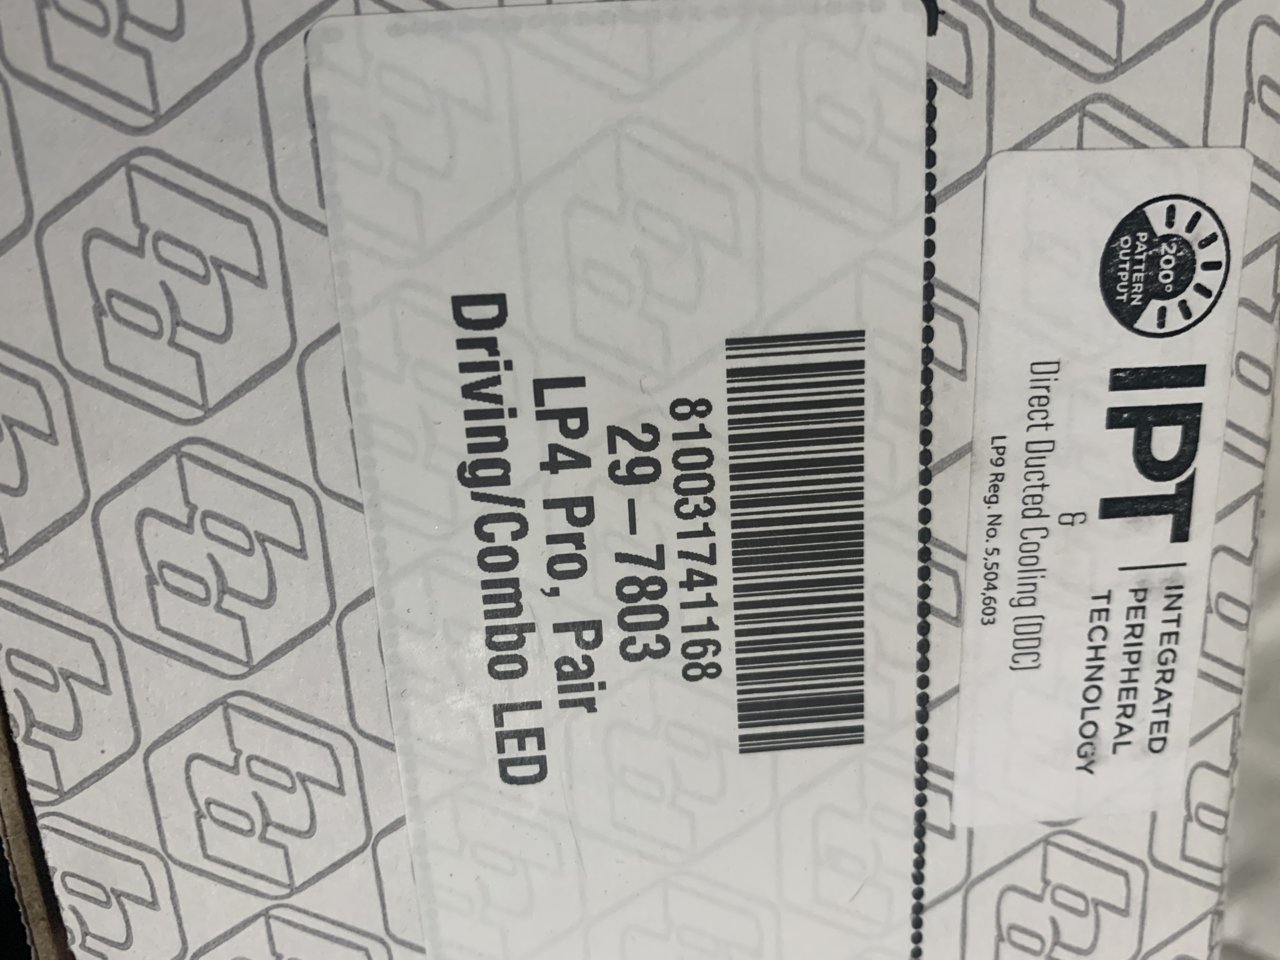 200°
PATTERN
OUTPUT
IPT
INTEGRATED
PERIPHERAL
TECHNOLOGY
&
Direct Ducted Cooling (DDC)
LP9 Reg. No. 5,504,603
810031741168
29-7803
LP4 Pro, Pair
Driving/Combo LED